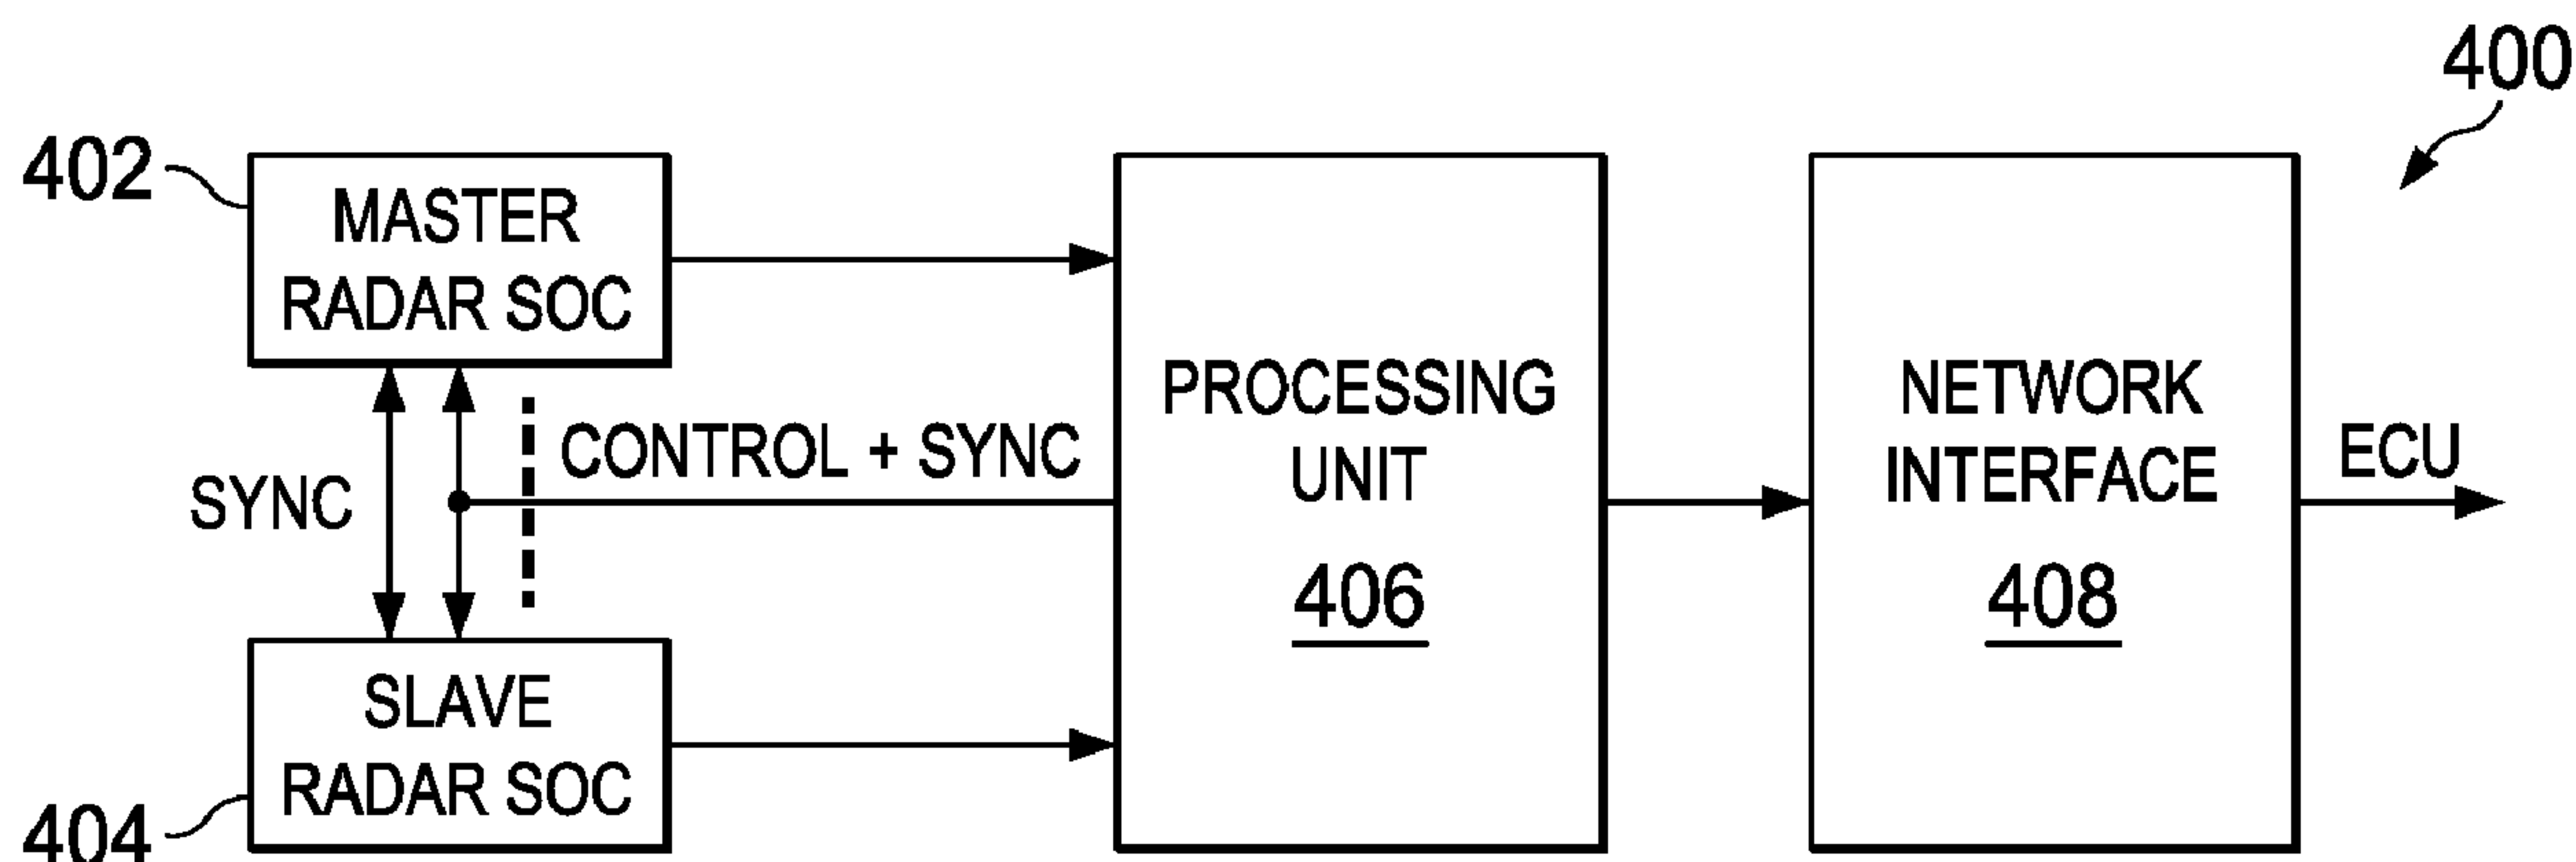 400
402
MASTER
RADAR SOC
SYNC
CONTROL + SYNC
PROCESSING
UNIT
406
NETWORK
INTERFACE
408
ECU
SLAVE
RADAR SOC
404